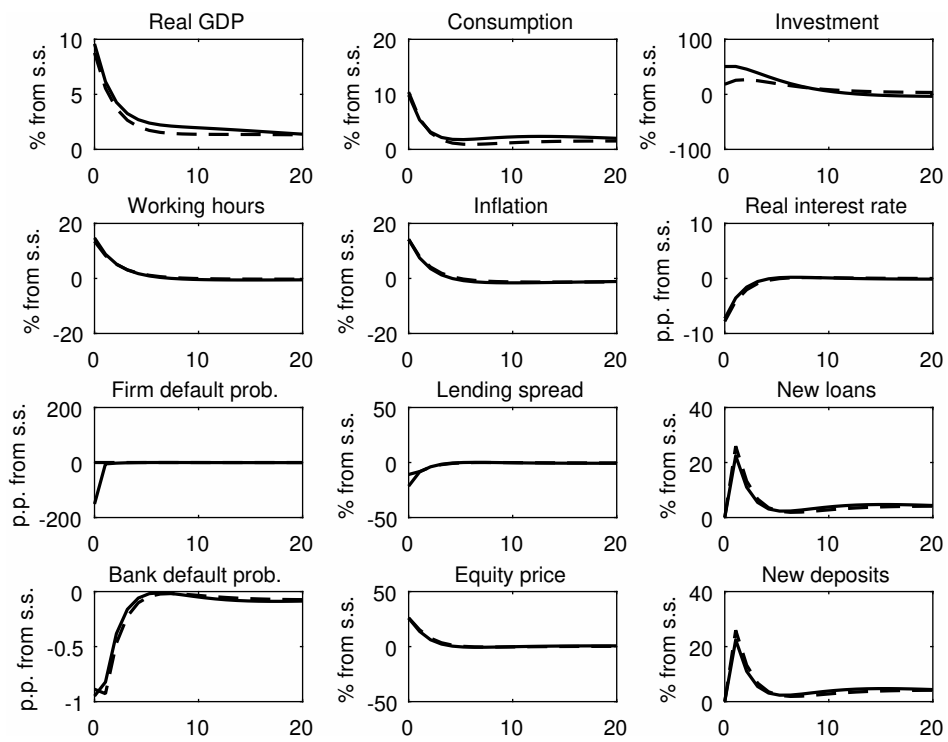 Real GDP
% from s.s.
10
5
0
0 10 20
Consumption
% from s.s.
20
10
0
0 10 20
Investment
% from s.s.
100
0
-100
0 10 20
Working hours
% from s.s.
20
0
-20
0 10 20
Inflation
% from s.s.
20
0
-20
0 10 20
Real interest rate
p.p. from s.s.
10
0
-10
0 10 20
Firm default prob.
p.p. from s.s.
200
0
-200
0 10 20
Lending spread
% from s.s.
50
0
-50
0 10 20
New loans
% from s.s.
40
20
0
0 10 20
Bank default prob.
p.p. from s.s.
0
-0.5
-1
0 10 20
Equity price
% from s.s.
50
0
-50
0 10 20
New deposits
% from s.s.
40
20
0
0 10 20